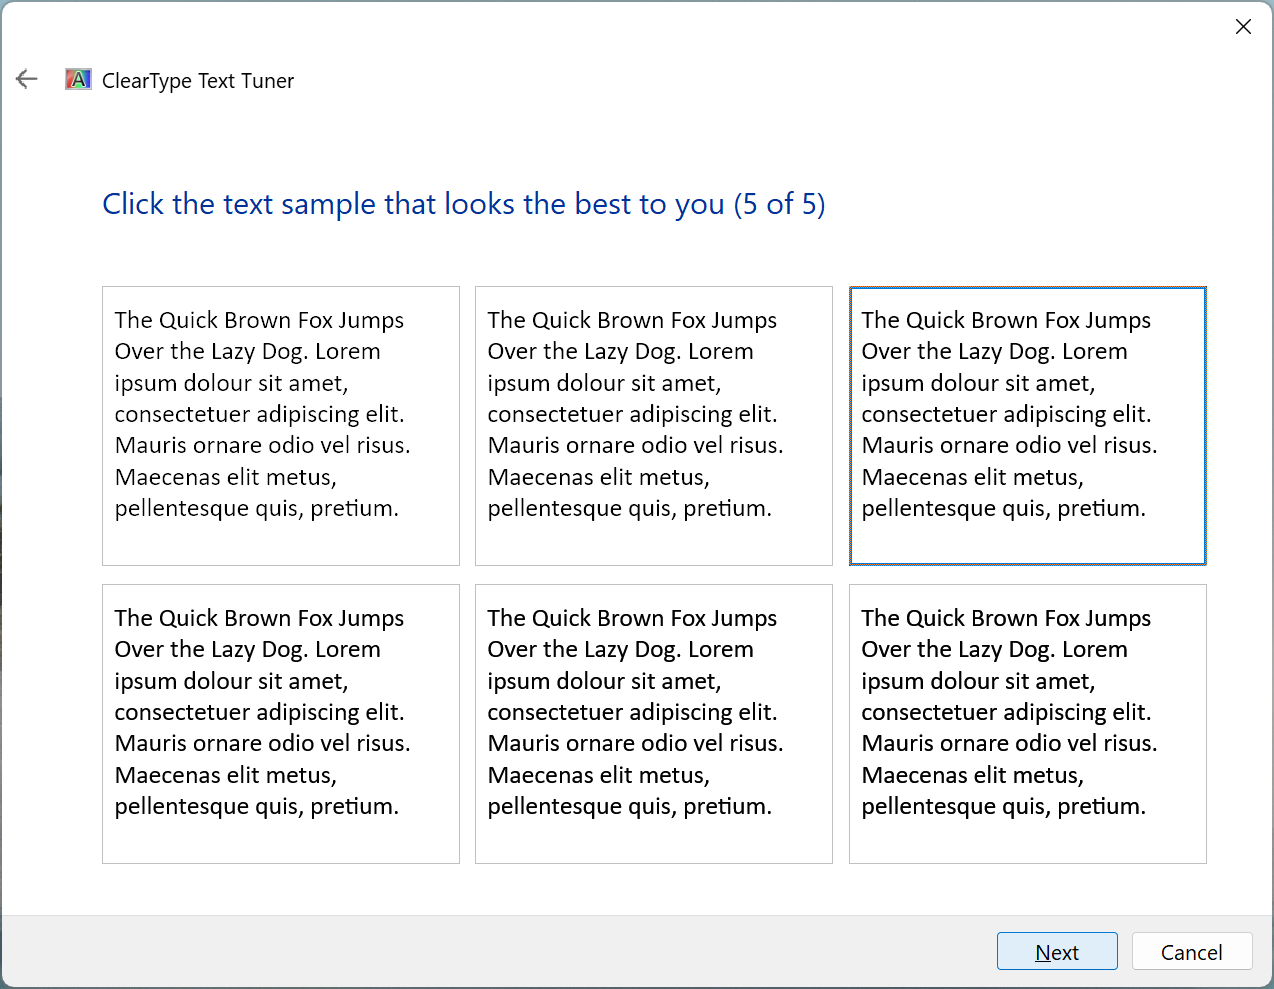 ClearType Text Tuner
Click the text sample that looks the best to you (5 of 5)
The Quick Brown Fox Jumps
Over the Lazy Dog. Lorem
ipsum dolour sit amet,
consectetuer adipiscing elit.
Mauris ornare odio vel risus.
Maecenas elit metus,
pellentesque quis, pretium.
The Quick Brown Fox Jumps
Over the Lazy Dog. Lorem
ipsum dolour sit amet,
consectetuer adipiscing elit.
Mauris ornare odio vel risus.
Maecenas elit metus,
pellentesque quis, pretium.
The Quick Brown Fox Jumps
Over the Lazy Dog. Lorem
ipsum dolour sit amet,
consectetuer adipiscing elit.
Mauris ornare odio vel risus.
Maecenas elit metus,
pellentesque quis, pretium.
The Quick Brown Fox Jumps
Over the Lazy Dog. Lorem
ipsum dolour sit amet,
consectetuer adipiscing elit.
Mauris ornare odio vel risus.
Maecenas elit metus,
pellentesque quis, pretium.
The Quick Brown Fox Jumps
Over the Lazy Dog. Lorem
ipsum dolour sit amet,
consectetuer adipiscing elit.
Mauris ornare odio vel risus.
Maecenas elit metus,
pellentesque quis, pretium.
The Quick Brown Fox Jumps
Over the Lazy Dog. Lorem
ipsum dolour sit amet,
consectetuer adipiscing elit.
Mauris ornare odio vel risus.
Maecenas elit metus,
pellentesque quis, pretium.
Next
Cancel